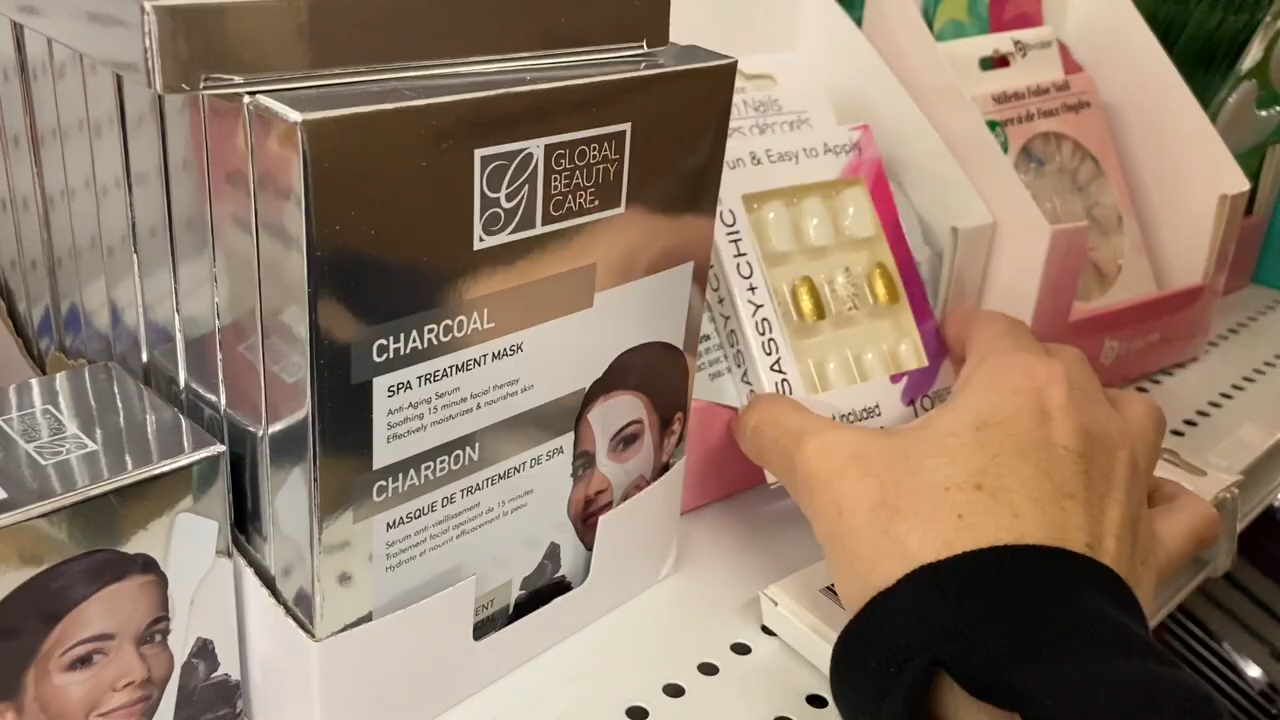 GLOBAL
BEAUTY
CARE®
CHARCOAL
SPA TREATMENT MASK
Anti-Aging Serum
Soothing 15 minute facial therapy
Effectively moisturizes & nourishes skin
CHARBON
MASQUE DE TRAITEMENT DE SPA
Sérum anti-vieillissement
Traitement facial apaisant de 15 minutes
Hydrate et nourrit efficacement la peau
ENT
Nails
un & Easy to Apply
SASSY+CHIC
included
Stiletto False Nail